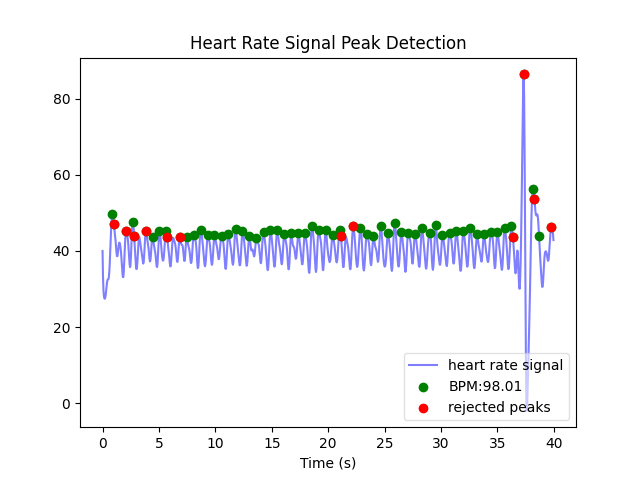 Heart Rate Signal Peak Detection
80
60
40
20
0
heart rate signal
BPM:98.01
rejected peaks
0 5 10 15 20 25 30 35 40
Time (s)